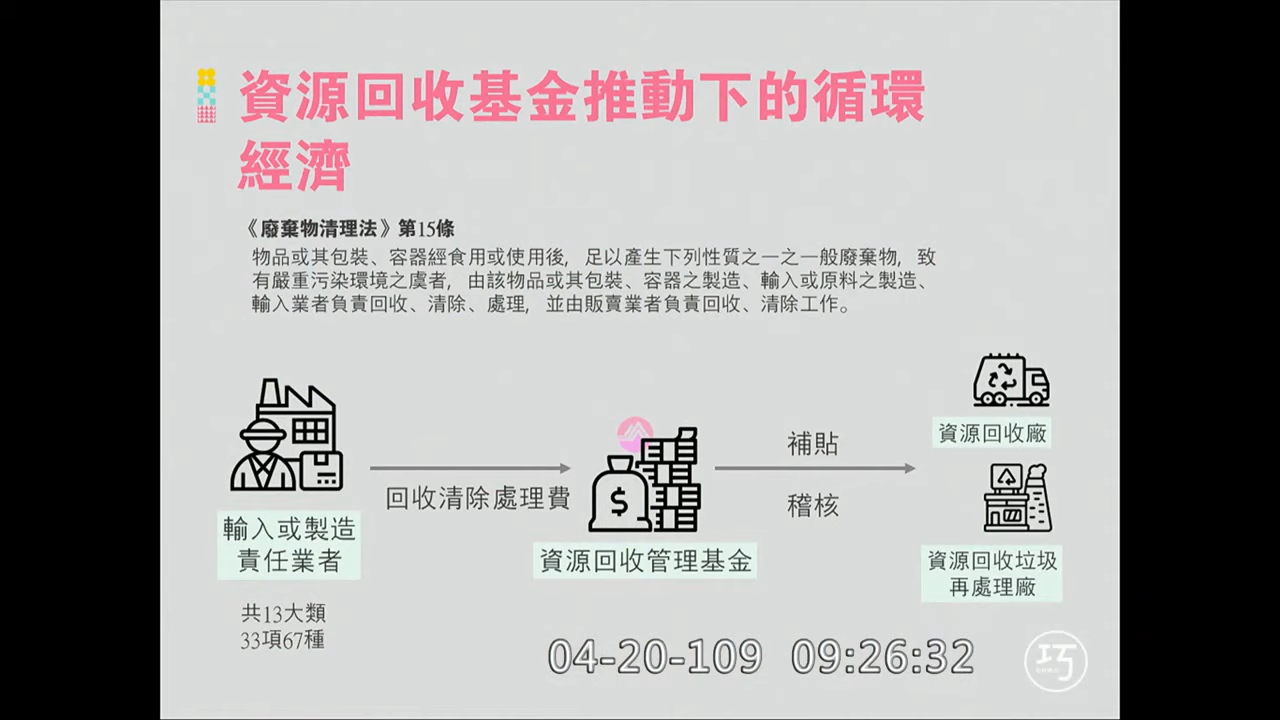 資源回收基金推動下的循環
經濟
《廢棄物清理法》第15條
物品或其包裝、容器經食用或使用後，足以產生下列性質之一之一般廢棄物，致
有嚴重污染環境之虞者，由該物品或其包裝、容器之製造、輸入或原料之製造、
輸入業者負責回收、清除、處理，並由販賣業者負責回收、清除工作。
資源回收廠
補貼
回收清除處理費
稽核
$
輸入或製造
責任業者
資源回收管理基金
資源回收垃圾
再處理廠
共13大類
33項67種
04-20-109 09:26:32
巧